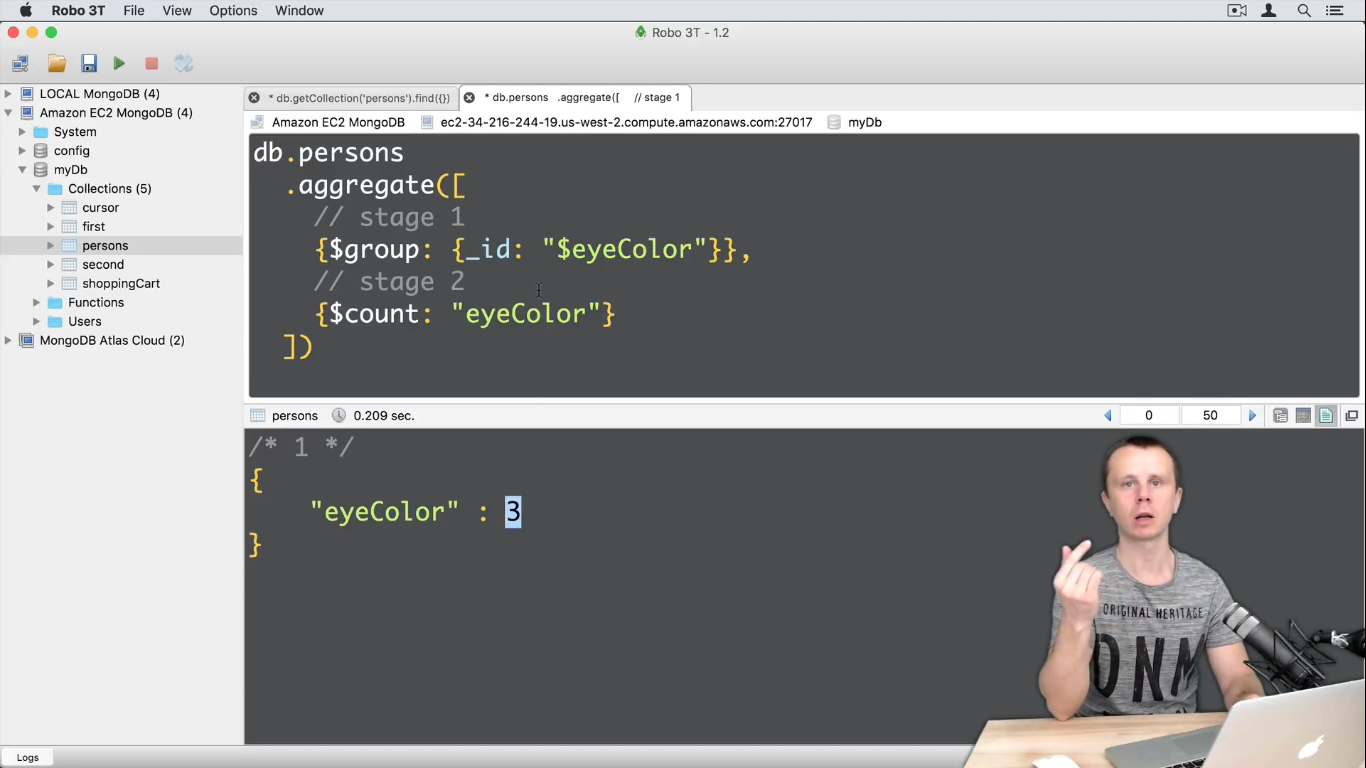 Robo 3T File View Options Window
Robo 3T - 1.2
LOCAL MongoDB (4)
Amazon EC2 MongoDB (4)
System
config
myDb
Collections (5)
cursor
first
persons
second
shoppingCart
Functions
Users
MongoDB Atlas Cloud (2)
* db.getCollection('persons').find({}) * db.persons .aggregate([ // stage 1
Amazon EC2 MongoDB ec2-34-216-244-19.us-west-2.compute.amazonaws.com:27017 myDb
db.persons
.aggregate([
// stage 1
{$group: {_id: "$eyeColor"}},
// stage 2
{$count: "eyeColor"}
])
persons 0.209 sec. 0 50
/* 1 */
{
"eyeColor" : 3
}
ORIGINAL HERITAGE
DNM
Logs